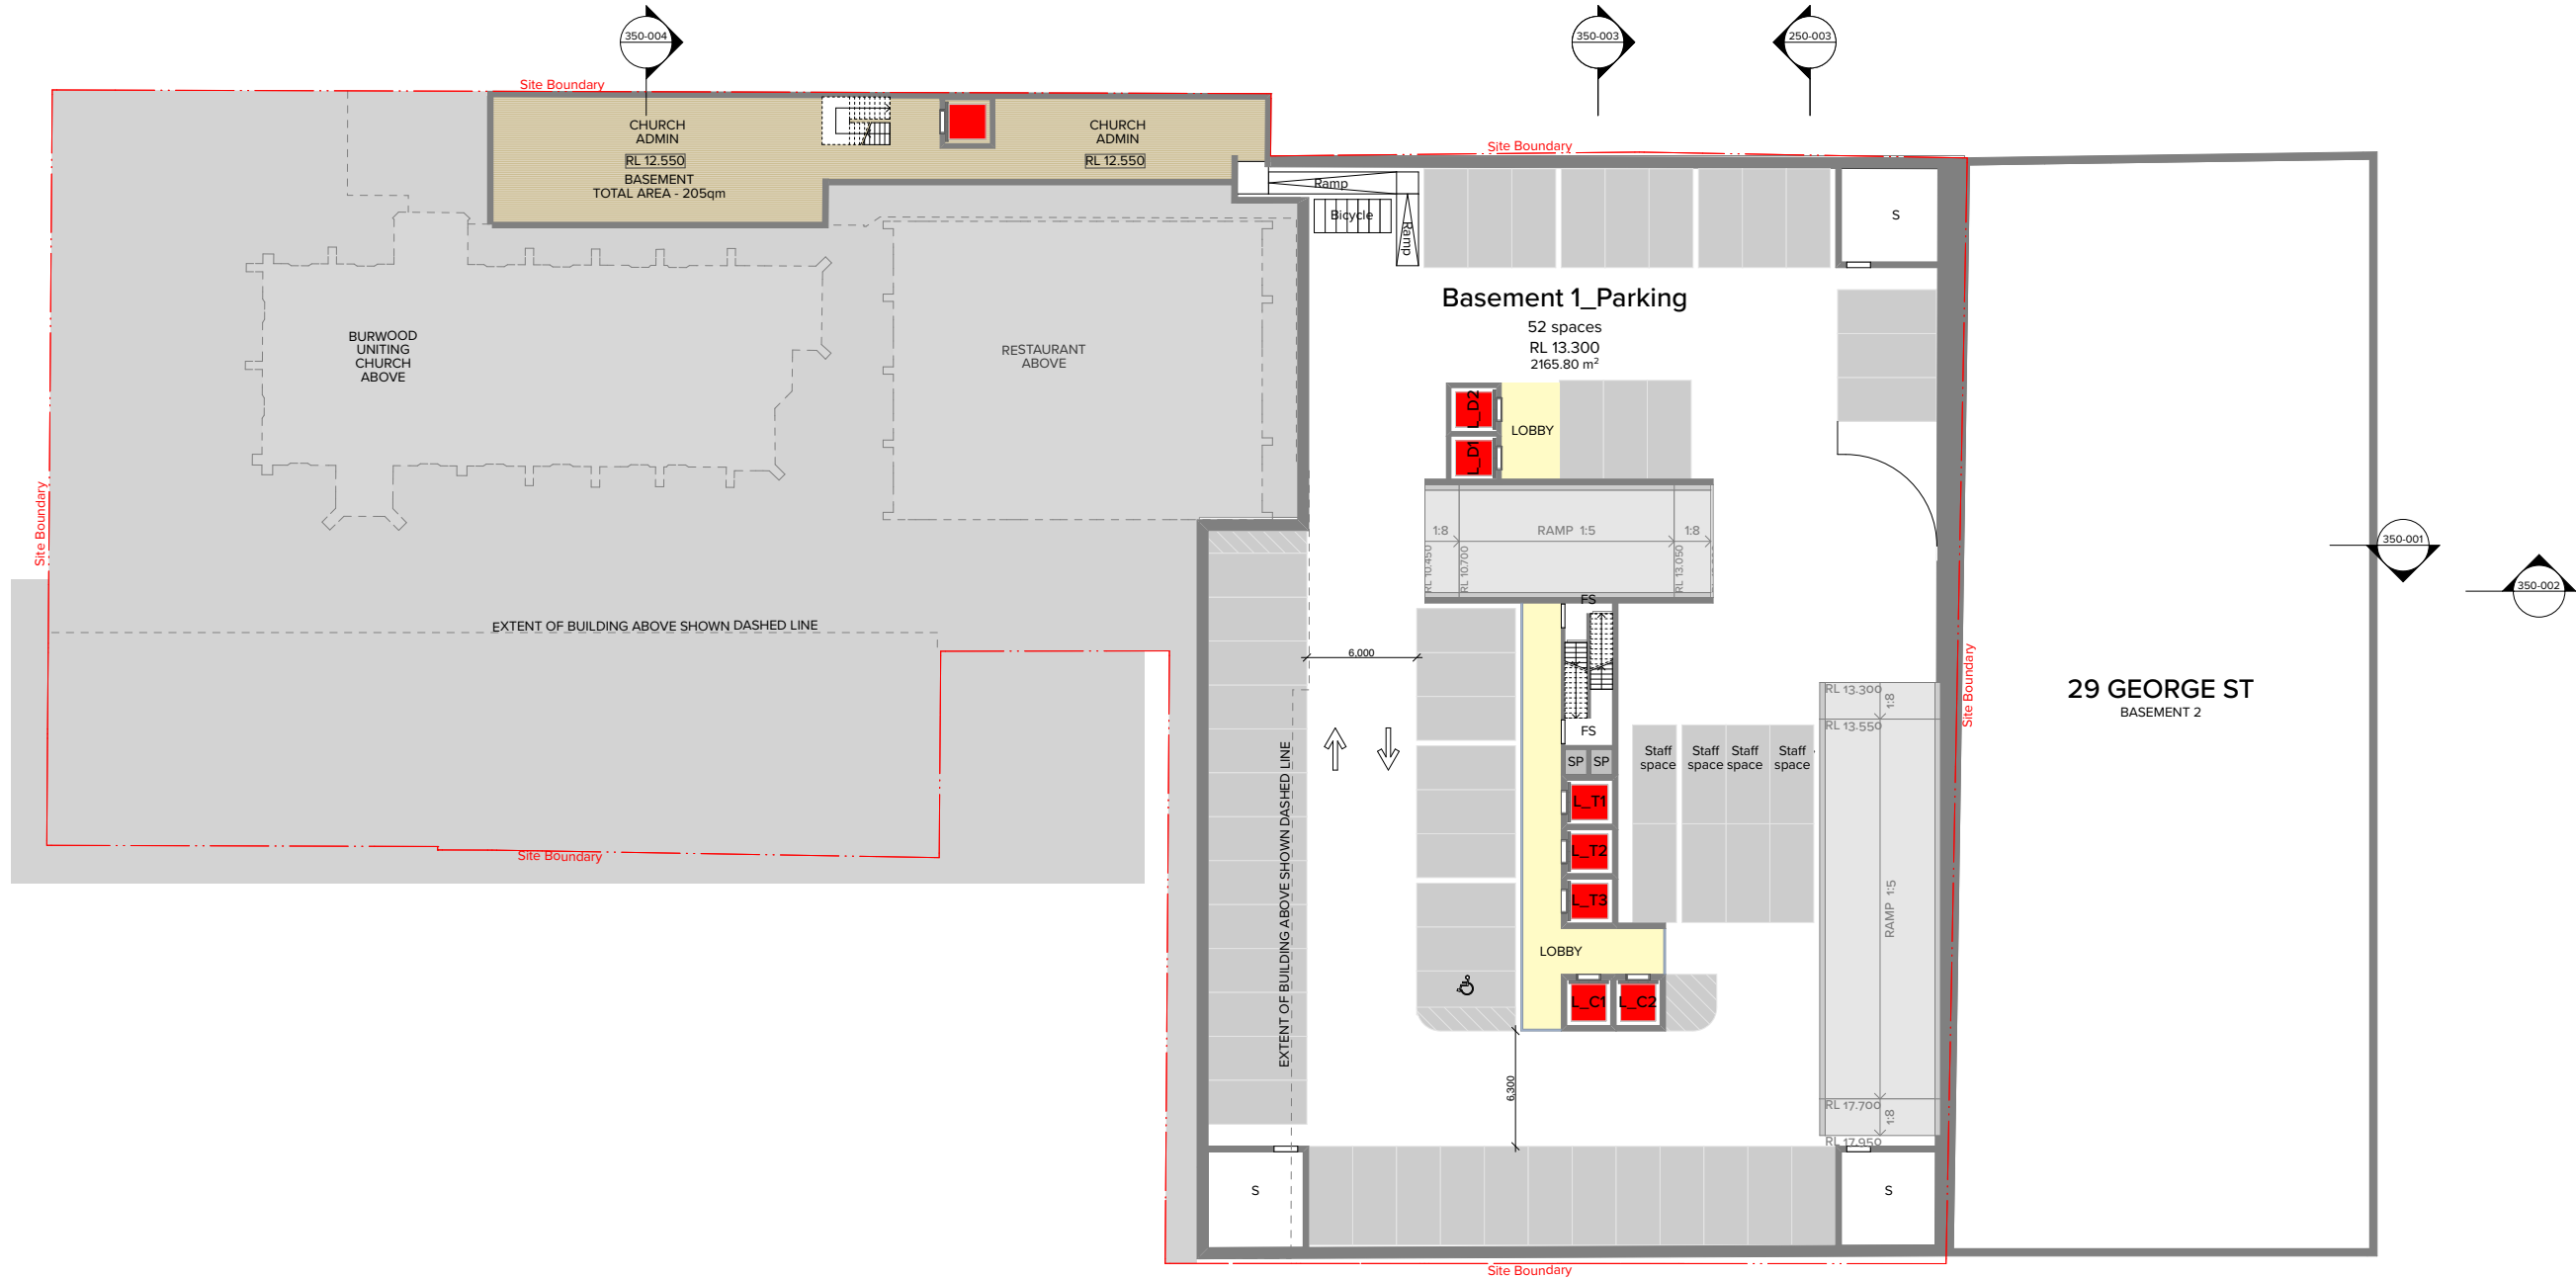 350-004
350-003
250-003
Site Boundary
CHURCH
ADMIN
RL 12.550
BASEMENT
TOTAL AREA - 205qm
CHURCH
ADMIN
RL 12.550
Site Boundary
Ramp
Bicycle
Ramp
S
Basement 1_Parking
52 spaces
RL 13.300
2165.80 m²
BURWOOD
UNITING
CHURCH
ABOVE
RESTAURANT
ABOVE
L_D2
L_D1
LOBBY
Site Boundary
1:8
RAMP 1:5
1:8
RL 10.450
RL 10.700
RL 13.050
350-001
350-002
FS
EXTENT OF BUILDING ABOVE SHOWN DASHED LINE
6,000
Site Boundary
29 GEORGE ST
BASEMENT 2
RL 13.300
1:8
RL 13.550
FS
SP
SP
Staff
space
Staff
space
Staff
space
Staff
space
EXTENT OF BUILDING ABOVE SHOWN DASHED LINE
L_T1
L_T2
L_T3
RAMP 1:5
Site Boundary
LOBBY
L_C1
L_C2
6,300
RL 17.700
1:8
RL 17.950
S
S
Site Boundary